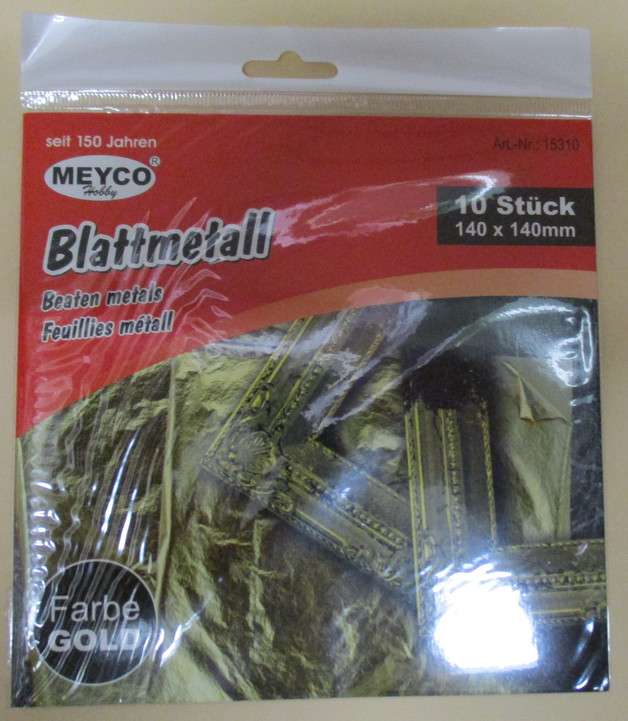 seit 150 Jahren
MEYCO®
Hobby
Art.-Nr.: 15310
10 Stück
140 x 140mm
Blattmetall
Beaten metals
Feuillies métall
Farbe
GOLD